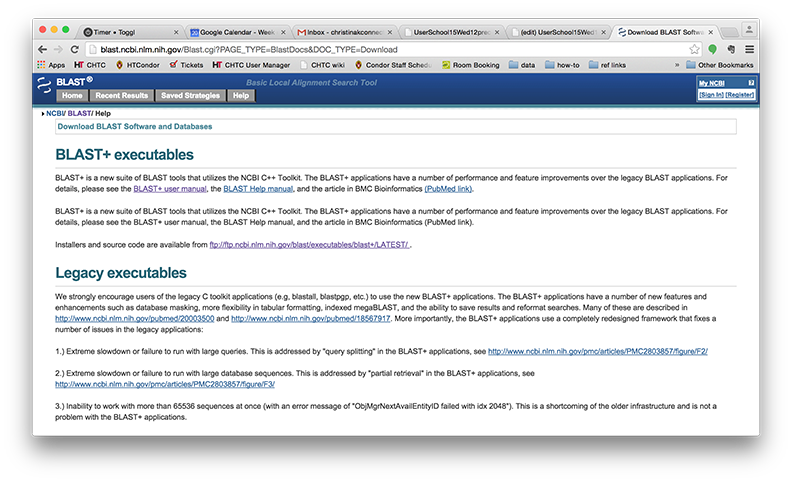 Timer • Toggl
Google Calendar - Week
Inbox - christinakconnect
UserSchool15Wed12prec
(edit) UserSchool15Wed1
Download BLAST Softw
blast.ncbi.nlm.nih.gov/Blast.cgi?PAGE_TYPE=BlastDocs&DOC_TYPE=Download
Apps CHTC HTCondor Tickets CHTC User Manager CHTC wiki Condor Staff Schedu Room Booking data how-to ref links » Other Bookmarks
BLAST® Basic Local Alignment Search Tool My NCBI
Home Recent Results Saved Strategies Help [Sign In] [Register]
NCBI/ BLAST/ Help
Download BLAST Software and Databases
BLAST+ executables
BLAST+ is a new suite of BLAST tools that utilizes the NCBI C++ Toolkit. The BLAST+ applications have a number of performance and feature improvements over the legacy BLAST applications. For
details, please see the BLAST+ user manual, the BLAST Help manual, and the article in BMC Bioinformatics (PubMed link).
BLAST+ is a new suite of BLAST tools that utilizes the NCBI C++ Toolkit. The BLAST+ applications have a number of performance and feature improvements over the legacy BLAST applications. For
details, please see the BLAST+ user manual, the BLAST Help manual, and the article in BMC Bioinformatics (PubMed link).
Installers and source code are available from ftp://ftp.ncbi.nlm.nih.gov/blast/executables/blast+/LATEST/ .
Legacy executables
We strongly encourage users of the legacy C toolkit applications (e.g, blastall, blastpgp, etc.) to use the new BLAST+ applications. The BLAST+ applications have a number of new features and
enhancements such as database masking, more flexibility in tabular formatting, indexed megaBLAST, and the ability to save results and reformat searches. Many of these are described in
http://www.ncbi.nlm.nih.gov/pubmed/20003500 and http://www.ncbi.nlm.nih.gov/pubmed/18567917. More importantly, the BLAST+ applications use a completely redesigned framework that fixes a
number of issues in the legacy applications:
1.) Extreme slowdown or failure to run with large queries. This is addressed by "query splitting" in the BLAST+ applications, see http://www.ncbi.nlm.nih.gov/pmc/articles/PMC2803857/figure/F2/
2.) Extreme slowdown or failure to run with large database sequences. This is addressed by "partial retrieval" in the BLAST+ applications, see
http://www.ncbi.nlm.nih.gov/pmc/articles/PMC2803857/figure/F3/
3.) Inability to work with more than 65536 sequences at once (with an error message of "ObjMgrNextAvailEntityID failed with idx 2048"). This is a shortcoming of the older infrastructure and is not a
problem with the BLAST+ applications.